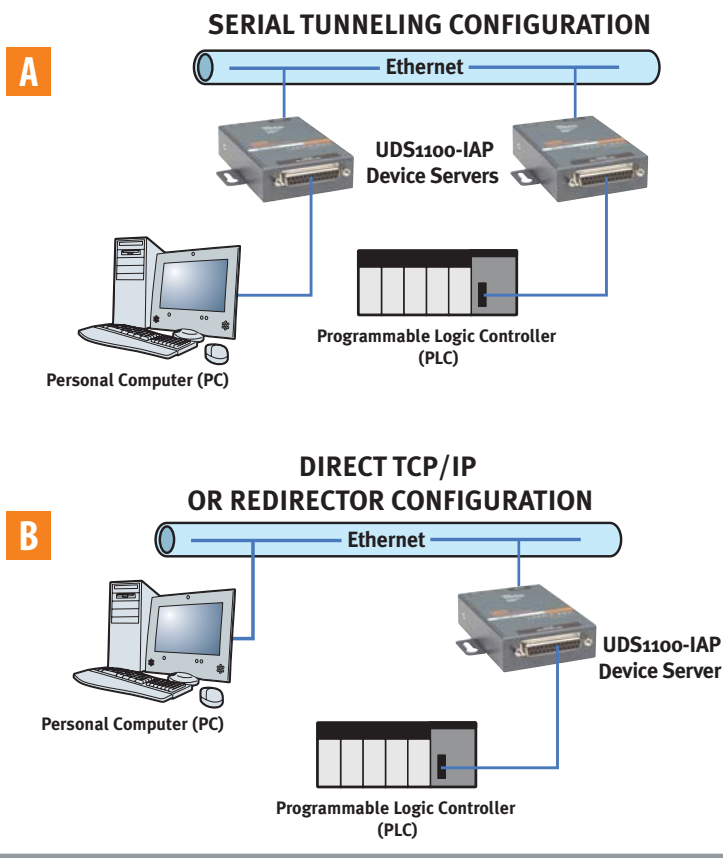 SERIAL TUNNELING CONFIGURATION
A
Ethernet
UDS1100-IAP
Device Servers
Programmable Logic Controller
(PLC)
Personal Computer (PC)
DIRECT TCP/IP
OR REDIRECTOR CONFIGURATION
B
Ethernet
UDS1100-IAP
Device Server
Personal Computer (PC)
Programmable Logic Controller
(PLC)